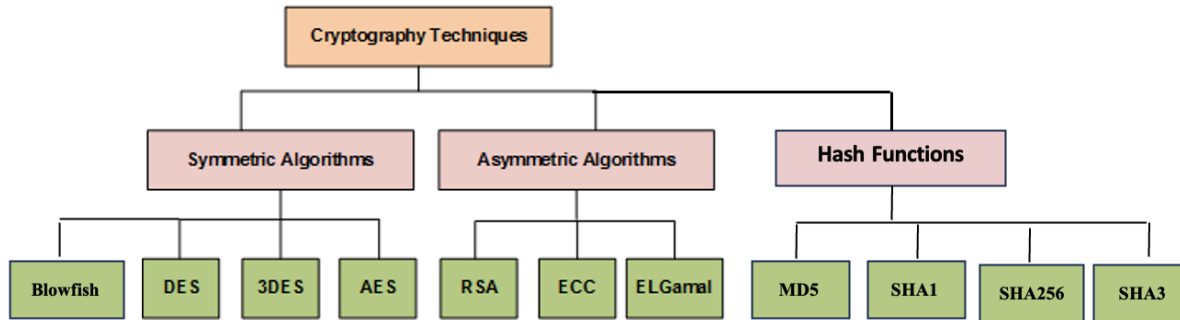 Cryptography Techniques
Symmetric Algorithms
Asymmetric Algorithms
Hash Functions
Blowfish
DES
3DES
AES
RSA
ECC
ELGamal
MD5
SHA1
SHA256
SHA3